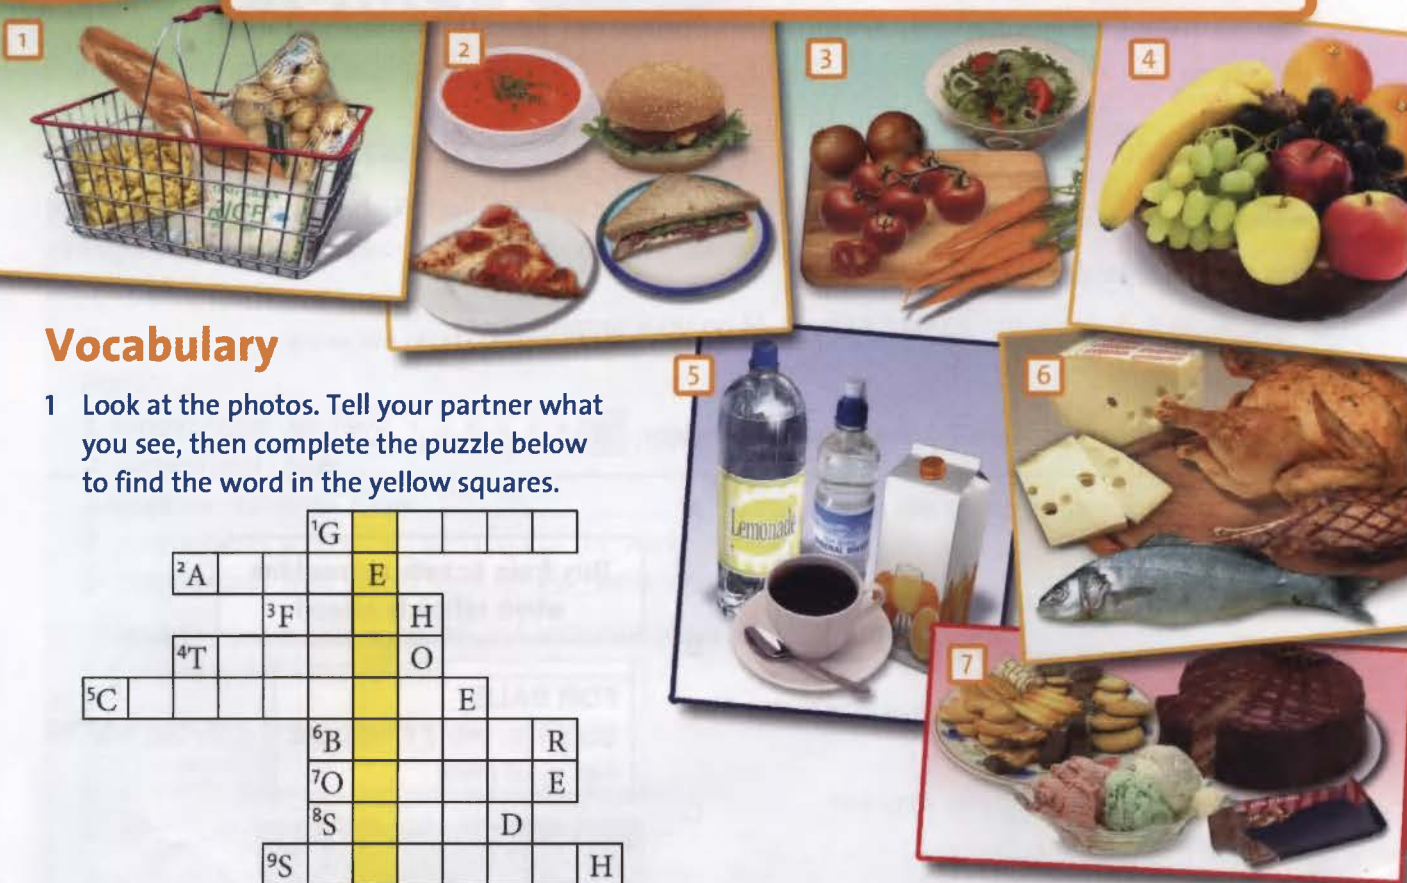 1
2
3
4
RICE
Vocabulary
1 Look at the photos. Tell your partner what
you see, then complete the puzzle below
to find the word in the yellow squares.
5
6
Lemonade
7
1G
2A E
3F H
4T O
5C E
6B R
7O E
8S D
9S H